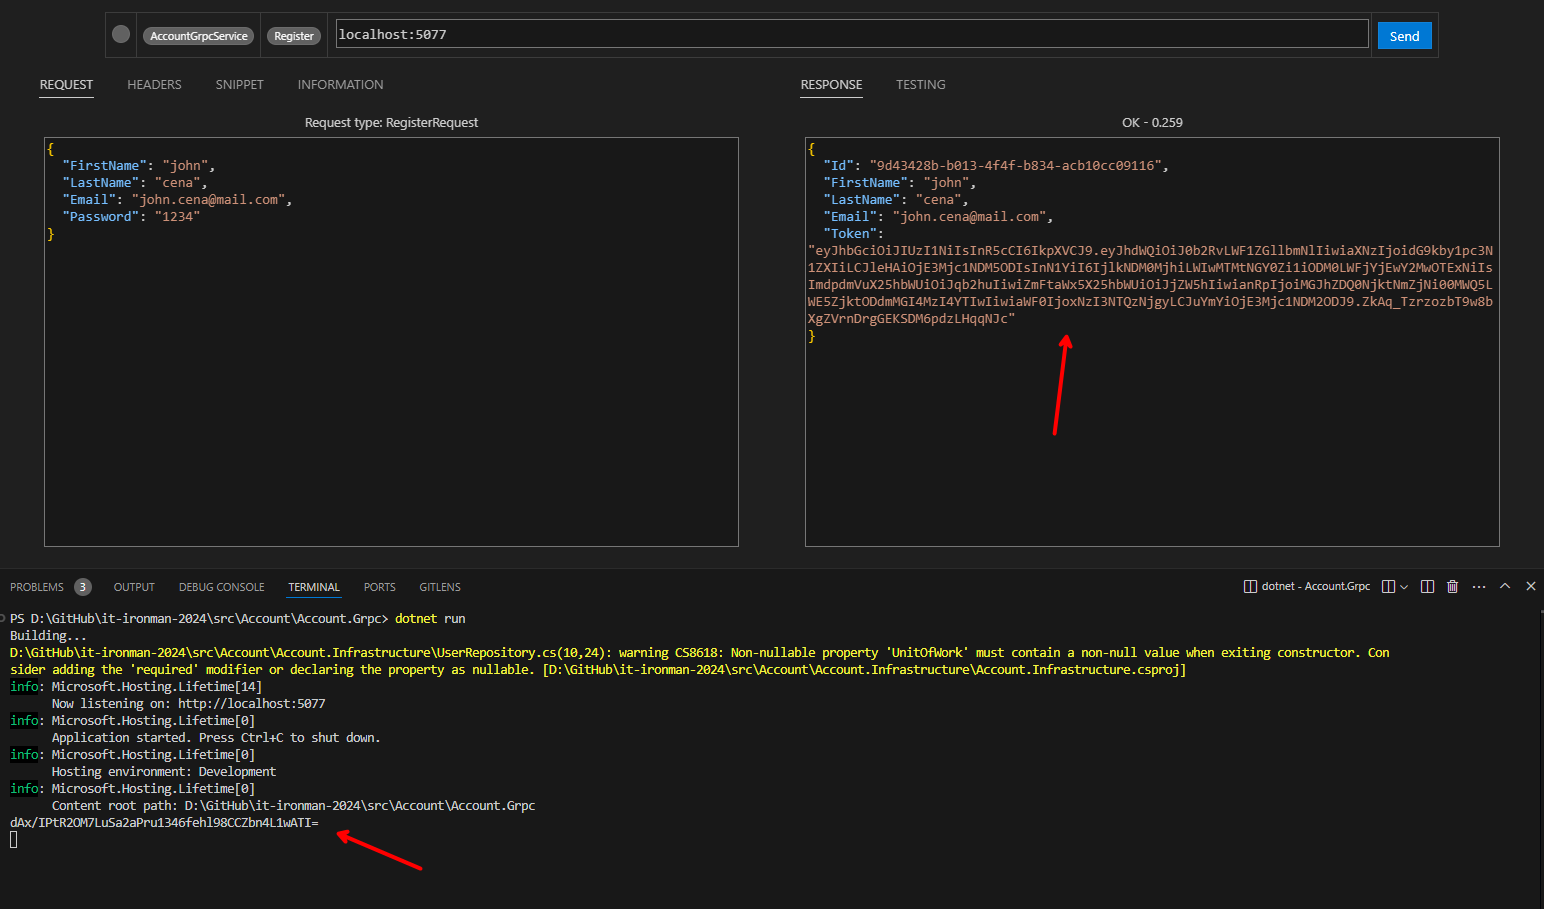 AccountGrpcService Register localhost:5077 Send
REQUEST HEADERS SNIPPET INFORMATION
RESPONSE TESTING
Request type: RegisterRequest
{
"FirstName": "john",
"LastName": "cena",
"Email": "john.cena@mail.com",
"Password": "1234"
}
OK - 0.259
{
"Id": "9d43428b-b013-4f4f-b834-acb10cc09116",
"FirstName": "john",
"LastName": "cena",
"Email": "john.cena@mail.com",
"Token":
"eyJhbGciOiJIUzI1NiIsInR5cCI6IkpXVCJ9.eyJhdWQiOiJ0b2RvLWF1ZGllbmNlIiwiaXNzIjoidG9kby1pc3N
1ZXIiLCJleHAiOjE3Mjc1NDM5ODIsInN1YiI6IjlkNDM0MjhiLWIwMTMtNGY0Zi1iODM0LWFjYjEwY2MwOTExNiIs
ImdpdmVuX25hbWUiOiJqb2huIiwiZmFtaWx5X25hbWUiOiJjZW5hIiwianRpIjoiMGJhZDQ0NjktNmZjNi00MWQ5L
WE5ZjktODdmMGI4MzI4YTIwIiwiaWF0IjoxNzI3NTQzNjgyLCJuYmYiOjE3Mjc1NDM2ODJ9.ZkAq_TzrzozbT9w8b
XgZVrnDrgGEKSDM6pdzLHqqNJc"
}
PROBLEMS 3 OUTPUT DEBUG CONSOLE TERMINAL PORTS GITLENS
dotnet - Account.Grpc
PS D:\GitHub\it-ironman-2024\src\Account\Account.Grpc> dotnet run
Building...
D:\GitHub\it-ironman-2024\src\Account\Account.Infrastructure\UserRepository.cs(10,24): warning CS8618: Non-nullable property 'UnitOfWork' must contain a non-null value when exiting constructor. Con
sider adding the 'required' modifier or declaring the property as nullable. [D:\GitHub\it-ironman-2024\src\Account\Account.Infrastructure\Account.Infrastructure.csproj]
info: Microsoft.Hosting.Lifetime[14]
Now listening on: http://localhost:5077
info: Microsoft.Hosting.Lifetime[0]
Application started. Press Ctrl+C to shut down.
info: Microsoft.Hosting.Lifetime[0]
Hosting environment: Development
info: Microsoft.Hosting.Lifetime[0]
Content root path: D:\GitHub\it-ironman-2024\src\Account\Account.Grpc
dAx/IPtR2OM7LuSa2aPru1346fehl98CCZbn4L1wATI=